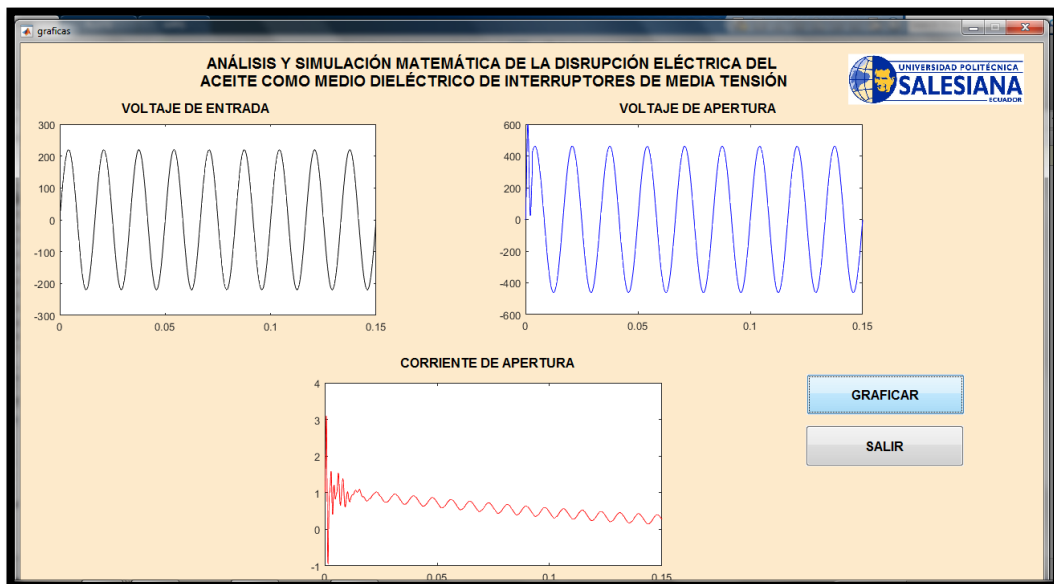 graficas
ANÁLISIS Y SIMULACIÓN MATEMÁTICA DE LA DISRUPCIÓN ELÉCTRICA DEL
ACEITE COMO MEDIO DIELÉCTRICO DE INTERRUPTORES DE MEDIA TENSIÓN
UNIVERSIDAD POLITÉCNICA
SALESIANA
ECUADOR
VOLTAJE DE ENTRADA
300
200
100
0
-100
-200
-300
0 0.05 0.1 0.15
VOLTAJE DE APERTURA
600
400
200
0
-200
-400
-600
0 0.05 0.1 0.15
CORRIENTE DE APERTURA
4
3
2
1
0
-1
0 0.05 0.1 0.15
GRAFICAR
SALIR